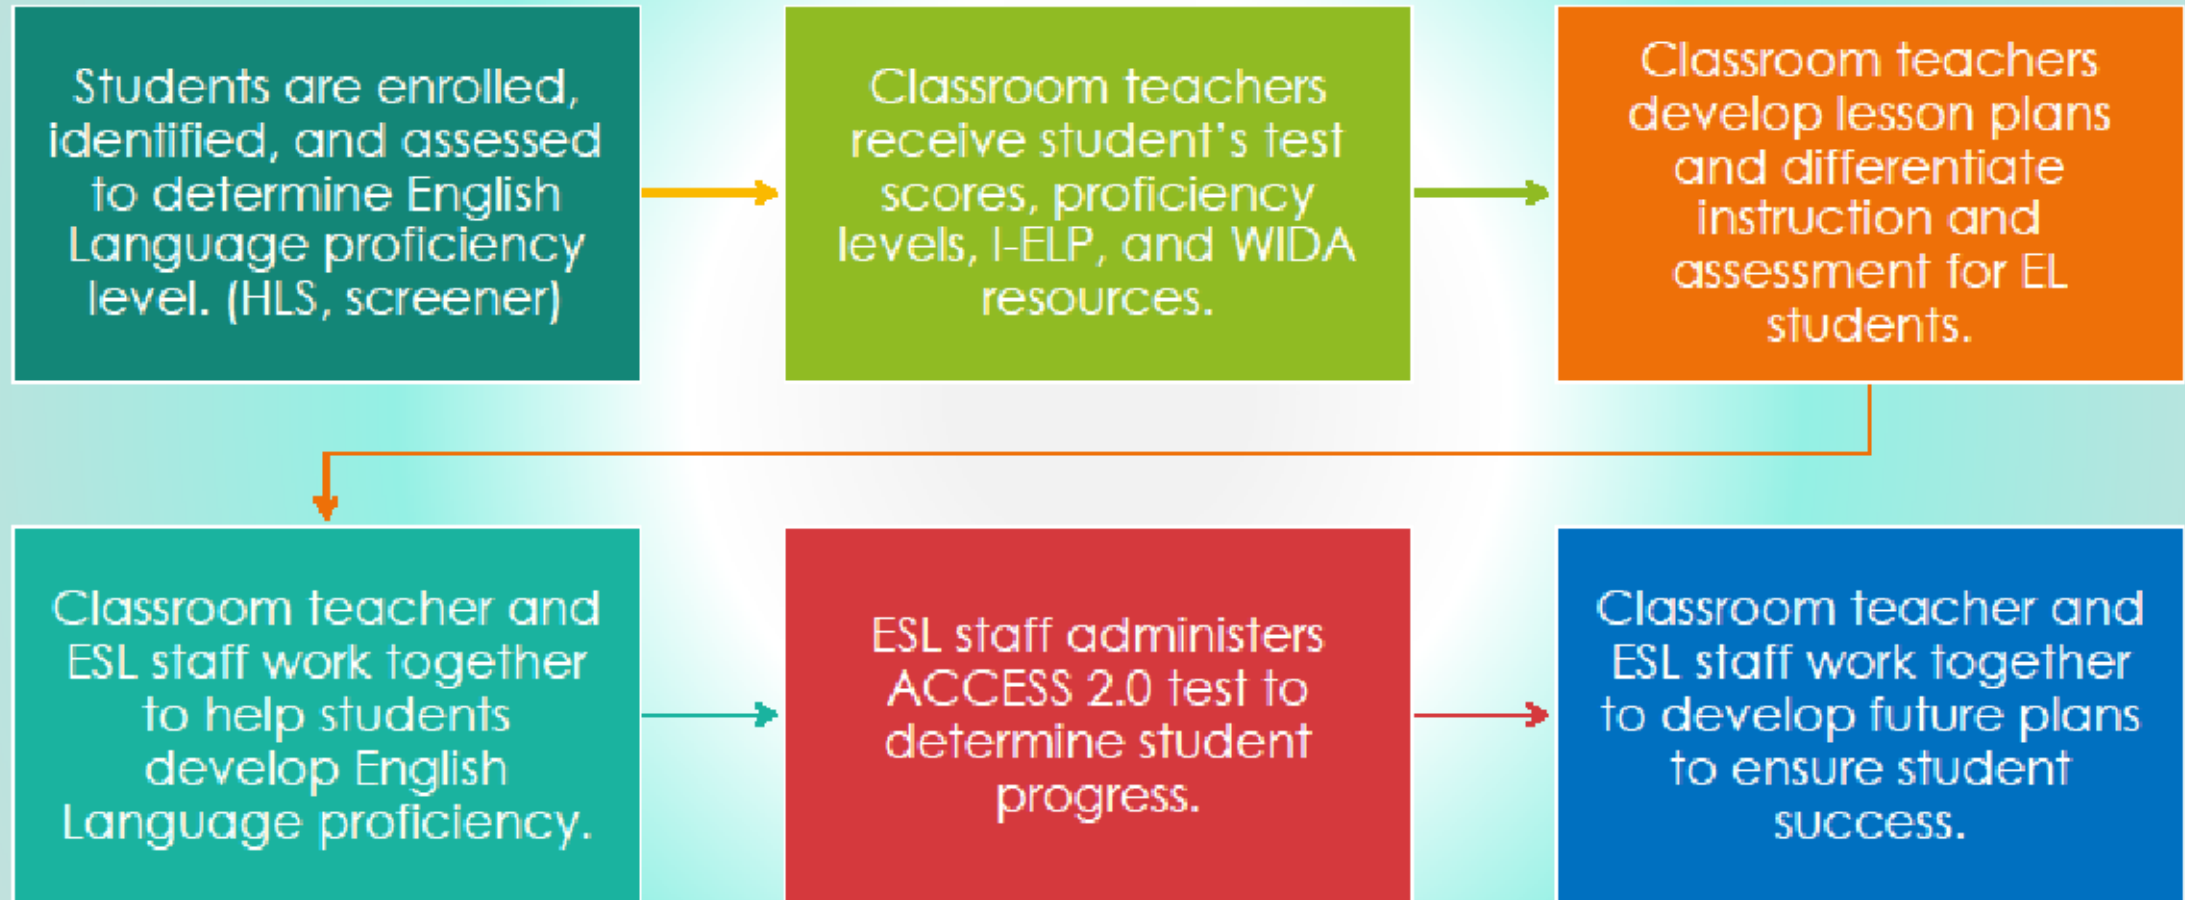 Students are enrolled,
identified, and assessed
to determine English
Language proficiency
level. (HLS, screener)
Classroom teachers
receive student's test
scores, proficiency
levels, I-ELP, and WIDA
resources.
Classroom teachers
develop lesson plans
and differentiate
instruction and
assessment for EL
students.
Classroom teacher and
ESL staff work together
to help students
develop English
Language proficiency.
ESL staff administers
ACCESS 2.0 test to
determine student
progress.
Classroom teacher and
ESL staff work together
to develop future plans
to ensure student
success.